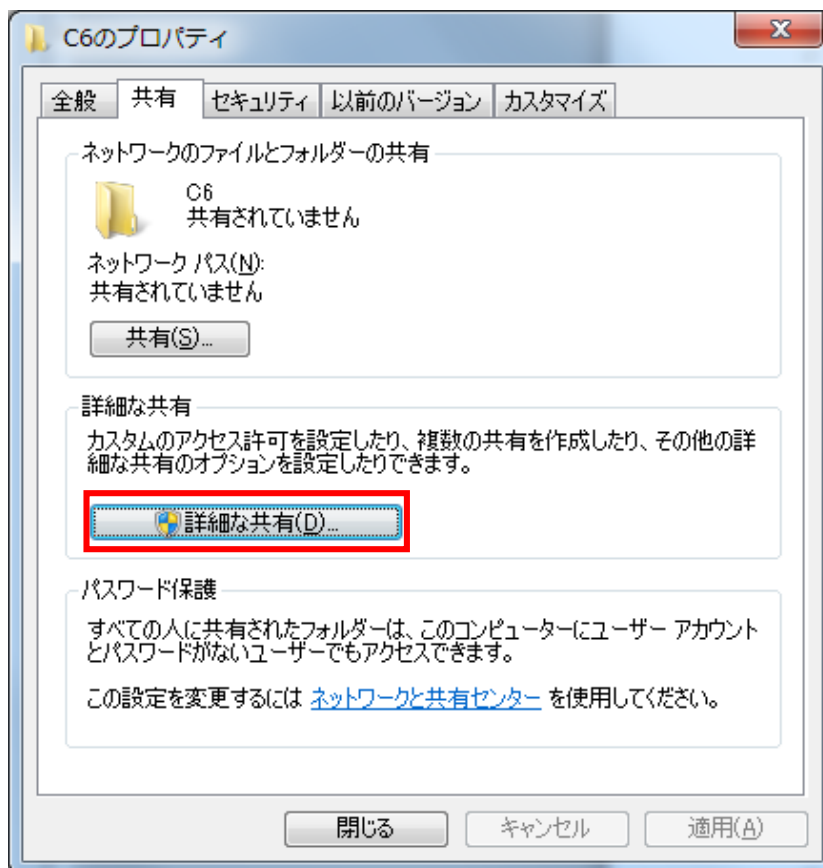 C6のプロパティ
全般 共有 セキュリティ 以前のバージョン カスタマイズ
ネットワークのファイルとフォルダーの共有
C6
共有されていません
ネットワーク パス(N):
共有されていません
共有(S)...
詳細な共有
カスタムのアクセス許可を設定したり、複数の共有を作成したり、その他の詳
細な共有のオプションを設定したりできます。
詳細な共有(D)...
パスワード保護
すべての人に共有されたフォルダーは、このコンピューターにユーザー アカウント
とパスワードがないユーザーでもアクセスできます。
この設定を変更するには ネットワークと共有センター を使用してください。
閉じる キャンセル 適用(A)